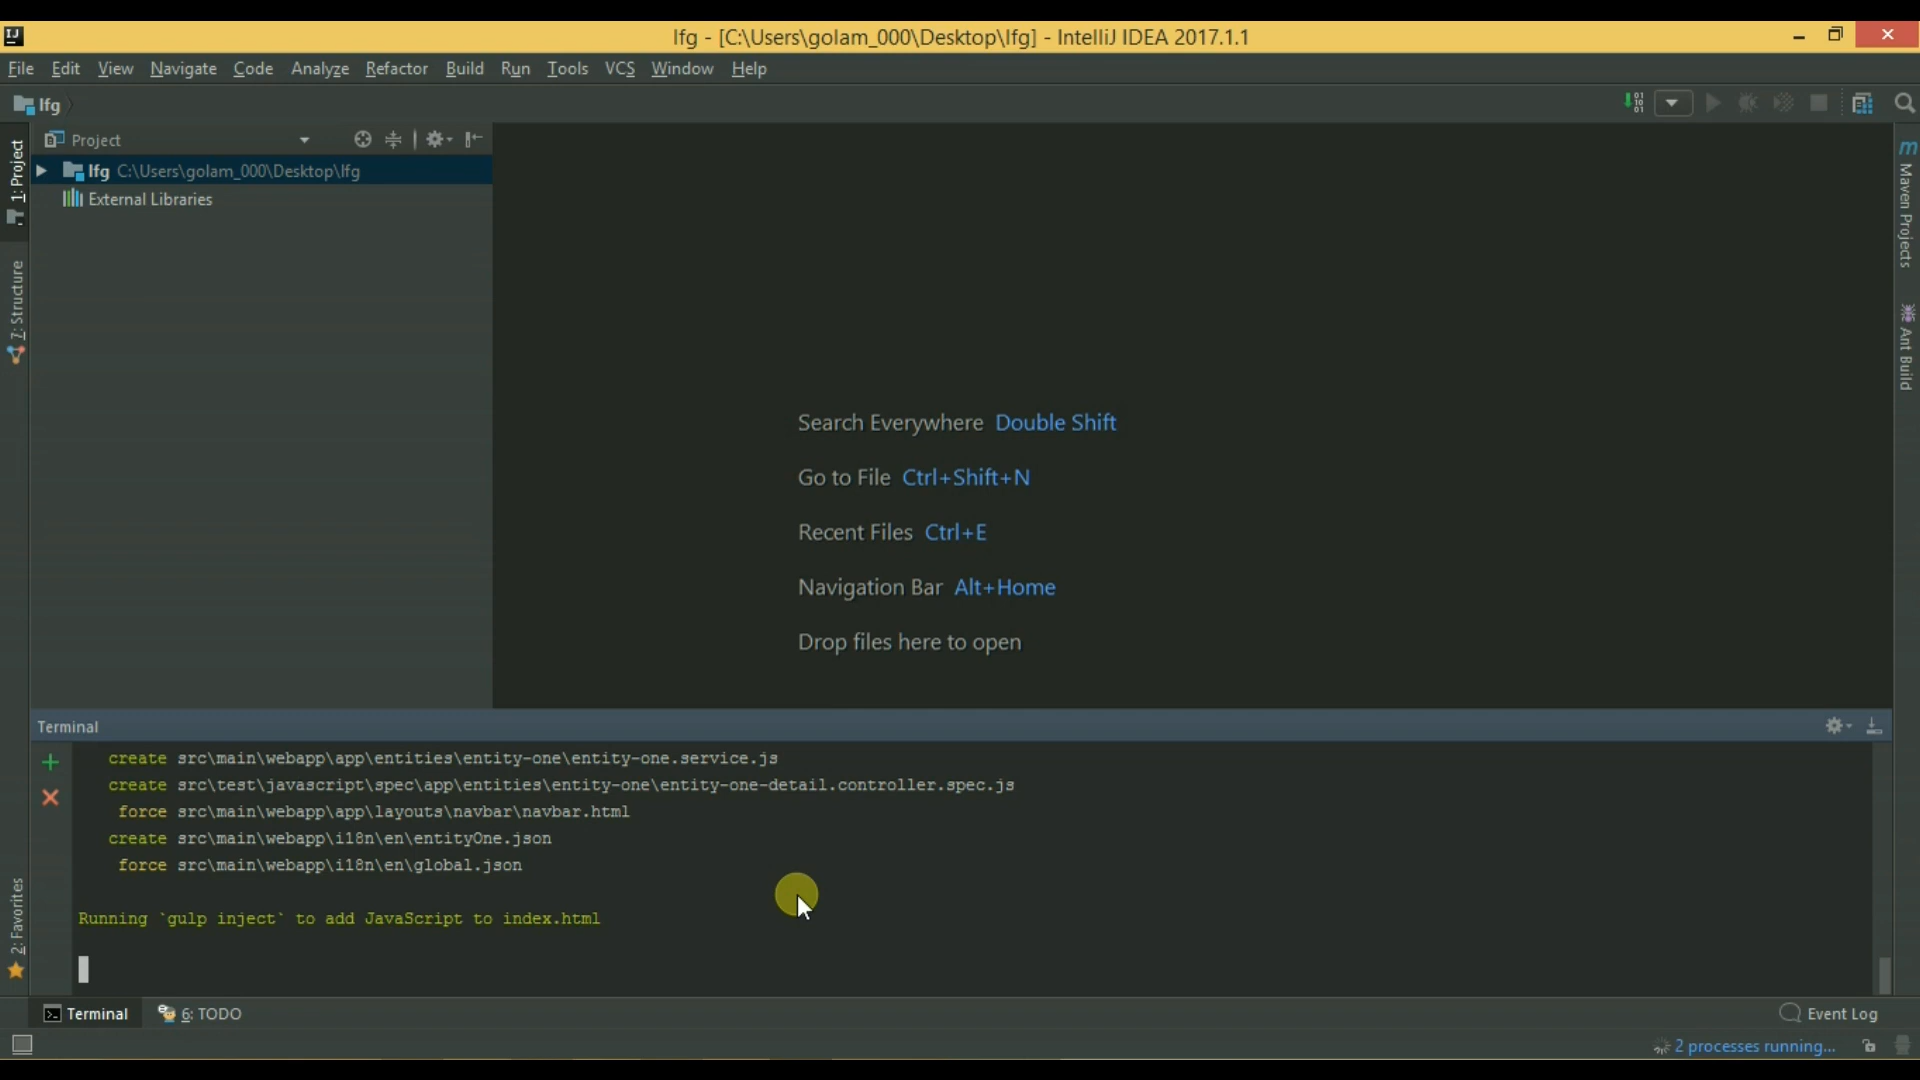 lfg - [C:\Users\golam_000\Desktop\lfg] - IntelliJ IDEA 2017.1.1
File Edit View Navigate Code Analyze Refactor Build Run Tools VCS Window Help
lfg
Project
1: Project
lfg C:\Users\golam_000\Desktop\lfg
External Libraries
7: Structure
Maven Projects
Ant Build
Search Everywhere Double Shift
Go to File Ctrl+Shift+N
Recent Files Ctrl+E
Navigation Bar Alt+Home
Drop files here to open
Terminal
create src\main\webapp\app\entities\entity-one\entity-one.service.js
create src\test\javascript\spec\app\entities\entity-one\entity-one-detail.controller.spec.js
force src\main\webapp\app\layouts\navbar\navbar.html
create src\main\webapp\i18n\en\entityOne.json
force src\main\webapp\i18n\en\global.json
Running `gulp inject` to add JavaScript to index.html
2: Favorites
Terminal 6: TODO Event Log
2 processes running...